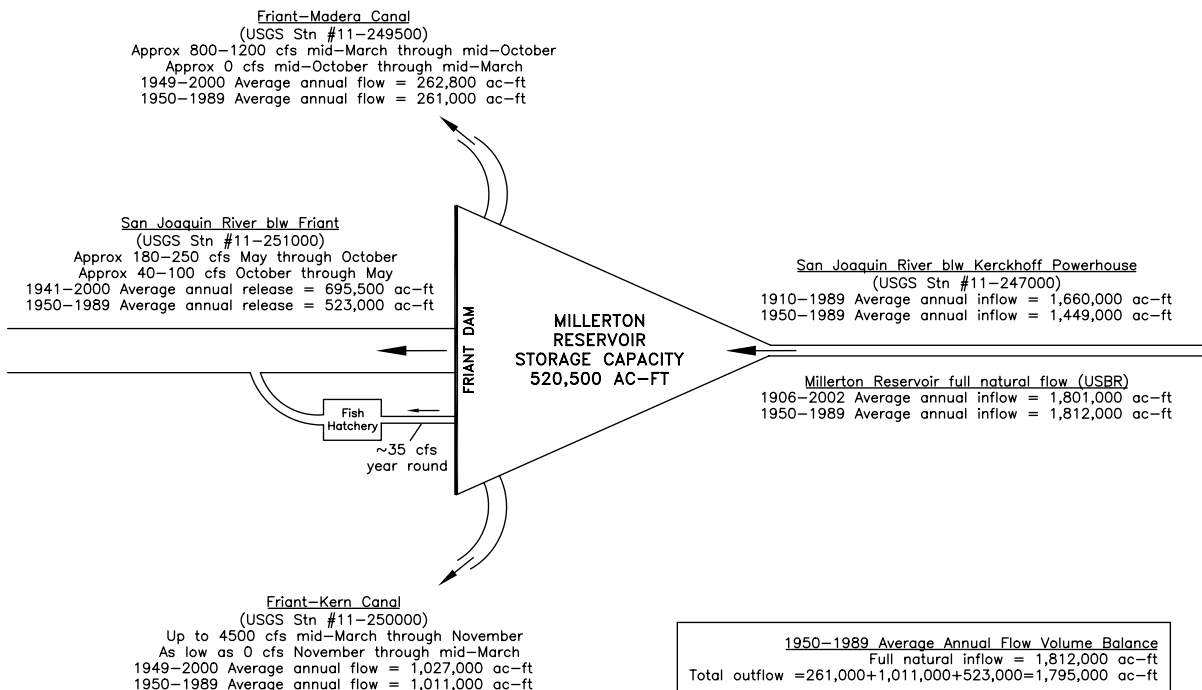 Friant-Madera Canal
(USGS Stn #11-249500)
Approx 800-1200 cfs mid-March through mid-October
Approx 0 cfs mid-October through mid-March
1949-2000 Average annual flow = 262,800 ac-ft
1950-1989 Average annual flow = 261,000 ac-ft
San Joaquin River blw Friant
(USGS Stn #11-251000)
Approx 180-250 cfs May through October
Approx 40-100 cfs October through May
1941-2000 Average annual release = 695,500 ac-ft
1950-1989 Average annual release = 523,000 ac-ft
FRIANT DAM
MILLERTON
RESERVOIR
STORAGE CAPACITY
520,500 AC-FT
San Joaquin River blw Kerckhoff Powerhouse
(USGS Stn #11-247000)
1910-1989 Average annual inflow = 1,660,000 ac-ft
1950-1989 Average annual inflow = 1,449,000 ac-ft
Millerton Reservoir full natural flow (USBR)
1906-2002 Average annual inflow = 1,801,000 ac-ft
1950-1989 Average annual inflow = 1,812,000 ac-ft
Fish
Hatchery
~35 cfs
year round
Friant-Kern Canal
(USGS Stn #11-250000)
Up to 4500 cfs mid-March through November
As low as 0 cfs November through mid-March
1949-2000 Average annual flow = 1,027,000 ac-ft
1950-1989 Average annual flow = 1,011,000 ac-ft
1950-1989 Average Annual Flow Volume Balance
Full natural inflow = 1,812,000 ac-ft
Total outflow =261,000+1,011,000+523,000=1,795,000 ac-ft